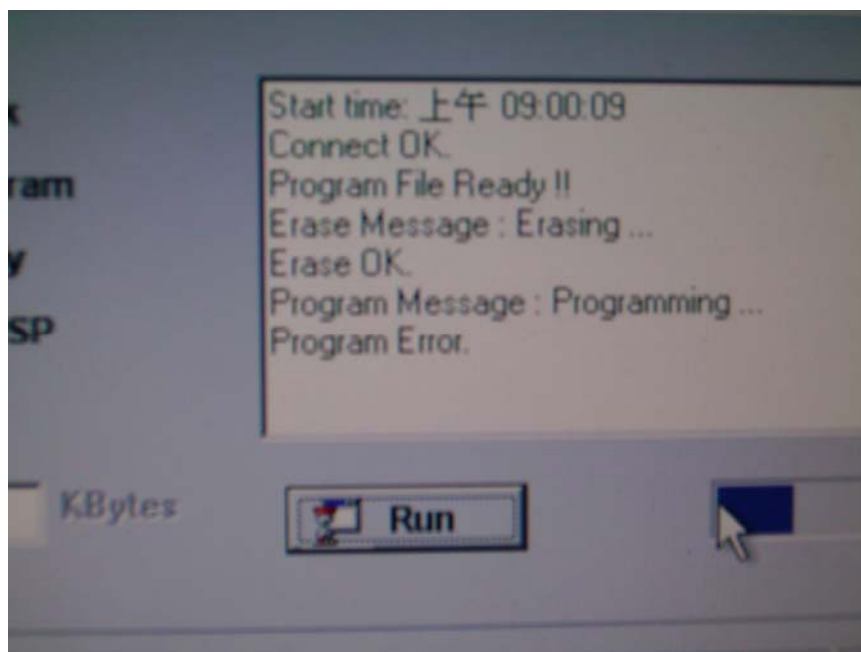 Start time: 上午 09:00:09
Connect OK.
Program File Ready !!
ram
Erase Message : Erasing ...
y
Erase OK.
Program Message : Programming ...
SP
Program Error.
KBytes
Run